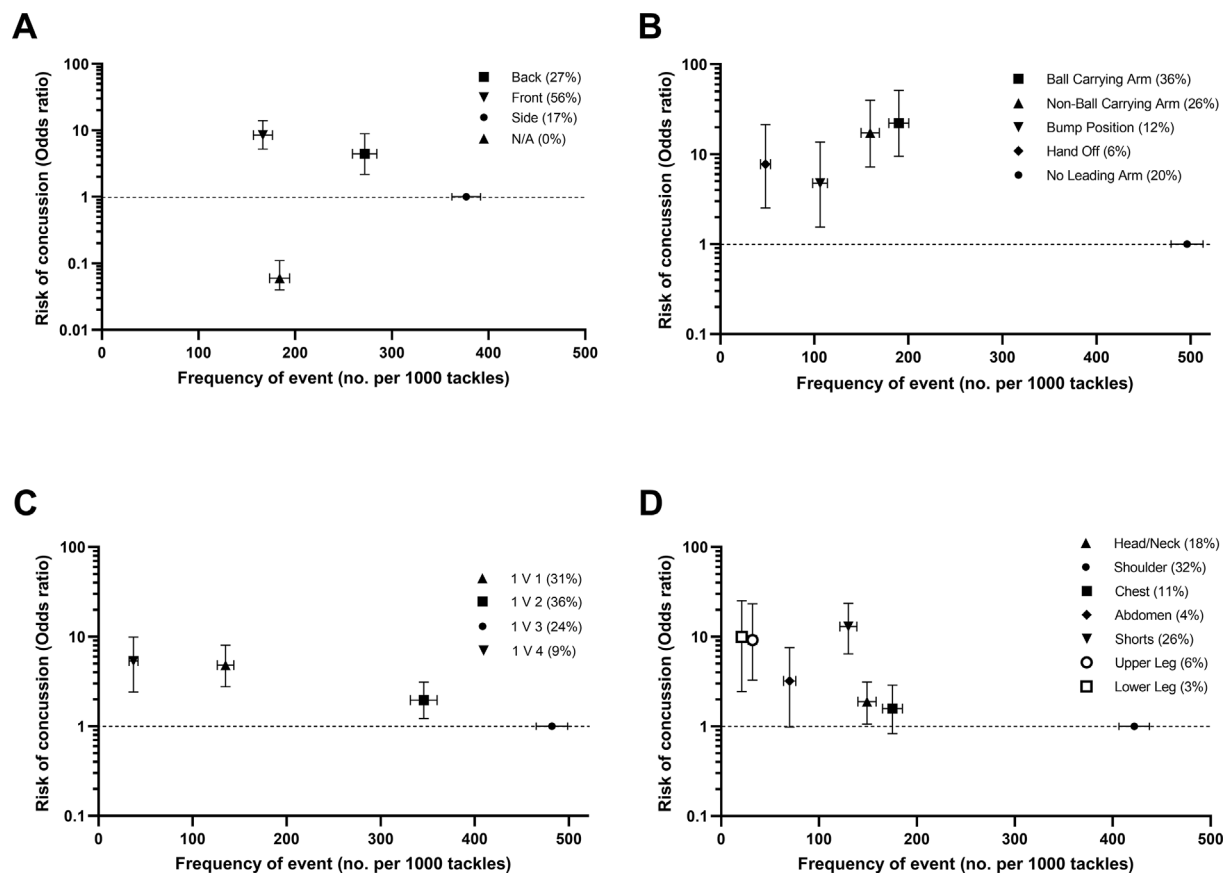 A
Risk of concussion (Odds ratio)
100
10
1
0.1
0.01
0
100
200
300
400
500
Frequency of event (no. per 1000 tackles)
Back (27%)
Front (56%)
Side (17%)
N/A (0%)
B
Risk of concussion (Odds ratio)
100
10
1
0.1
0
100
200
300
400
500
Frequency of event (no. per 1000 tackles)
Ball Carrying Arm (36%)
Non-Ball Carrying Arm (26%)
Bump Position (12%)
Hand Off (6%)
No Leading Arm (20%)
C
Risk of concussion (Odds ratio)
100
10
1
0.1
0
100
200
300
400
500
Frequency of event (no. per 1000 tackles)
1 V 1 (31%)
1 V 2 (36%)
1 V 3 (24%)
1 V 4 (9%)
D
Risk of concussion (Odds ratio)
100
10
1
0.1
0
100
200
300
400
500
Frequency of event (no. per 1000 tackles)
Head/Neck (18%)
Shoulder (32%)
Chest (11%)
Abdomen (4%)
Shorts (26%)
Upper Leg (6%)
Lower Leg (3%)